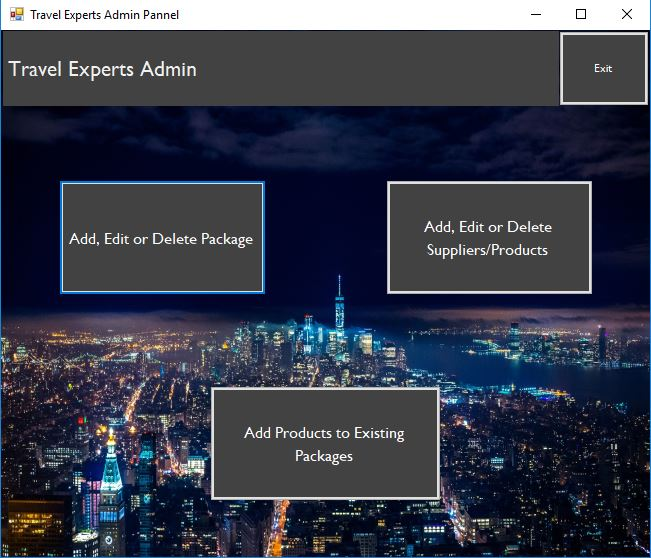 Travel Experts Admin Pannel
Travel Experts Admin
Exit
Add, Edit or Delete Package
Add, Edit or Delete
Suppliers/Products
Add Products to Existing
Packages